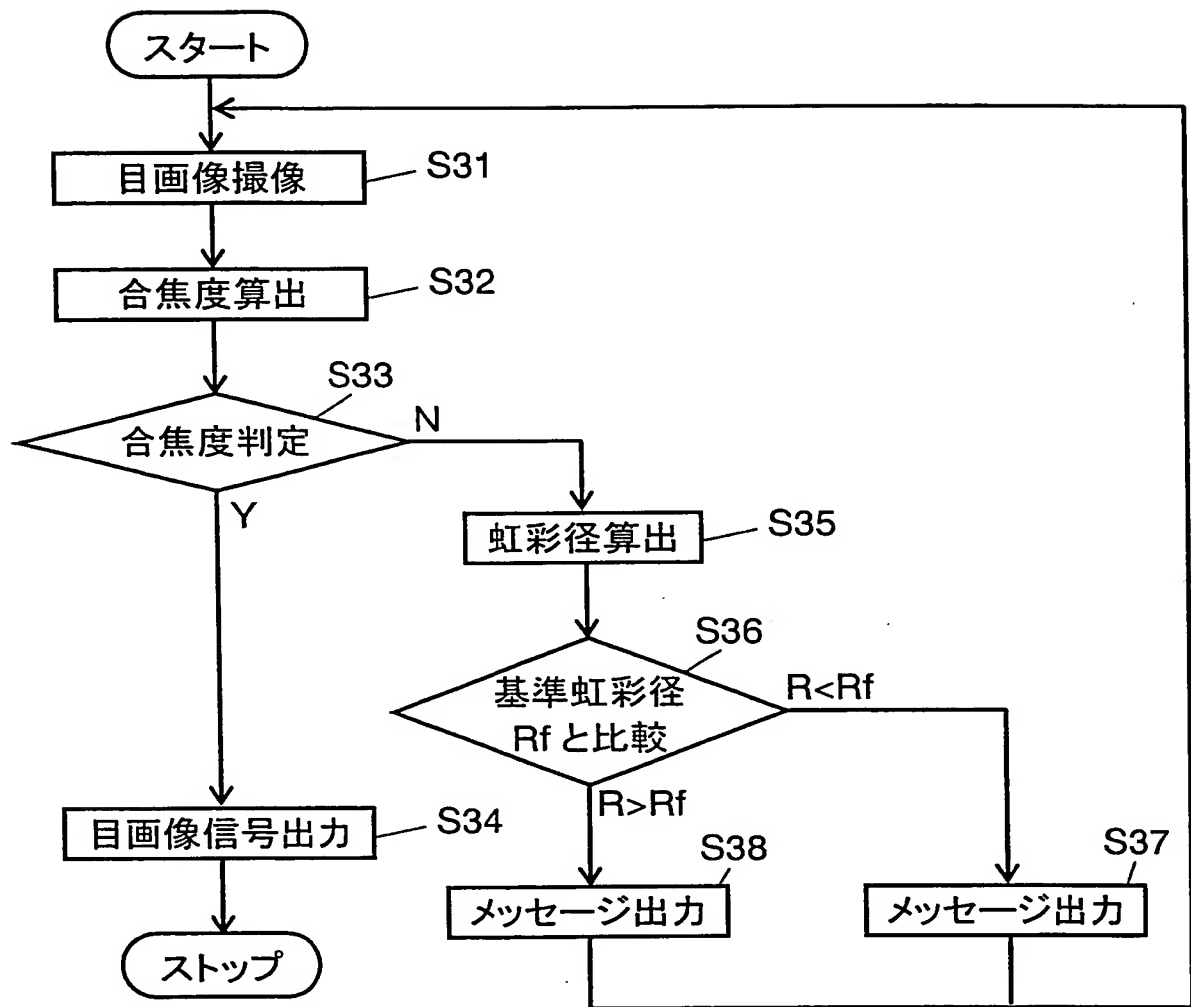 スタート
目画像撮像
S31
合焦度算出
S32
S33
合焦度判定
N
Y
虹彩径算出
S35
S36
基準虹彩径
Rfと比較
R<Rf
R>Rf
目画像信号出力
S34
S38
メッセージ出力
S37
メッセージ出力
ストップ